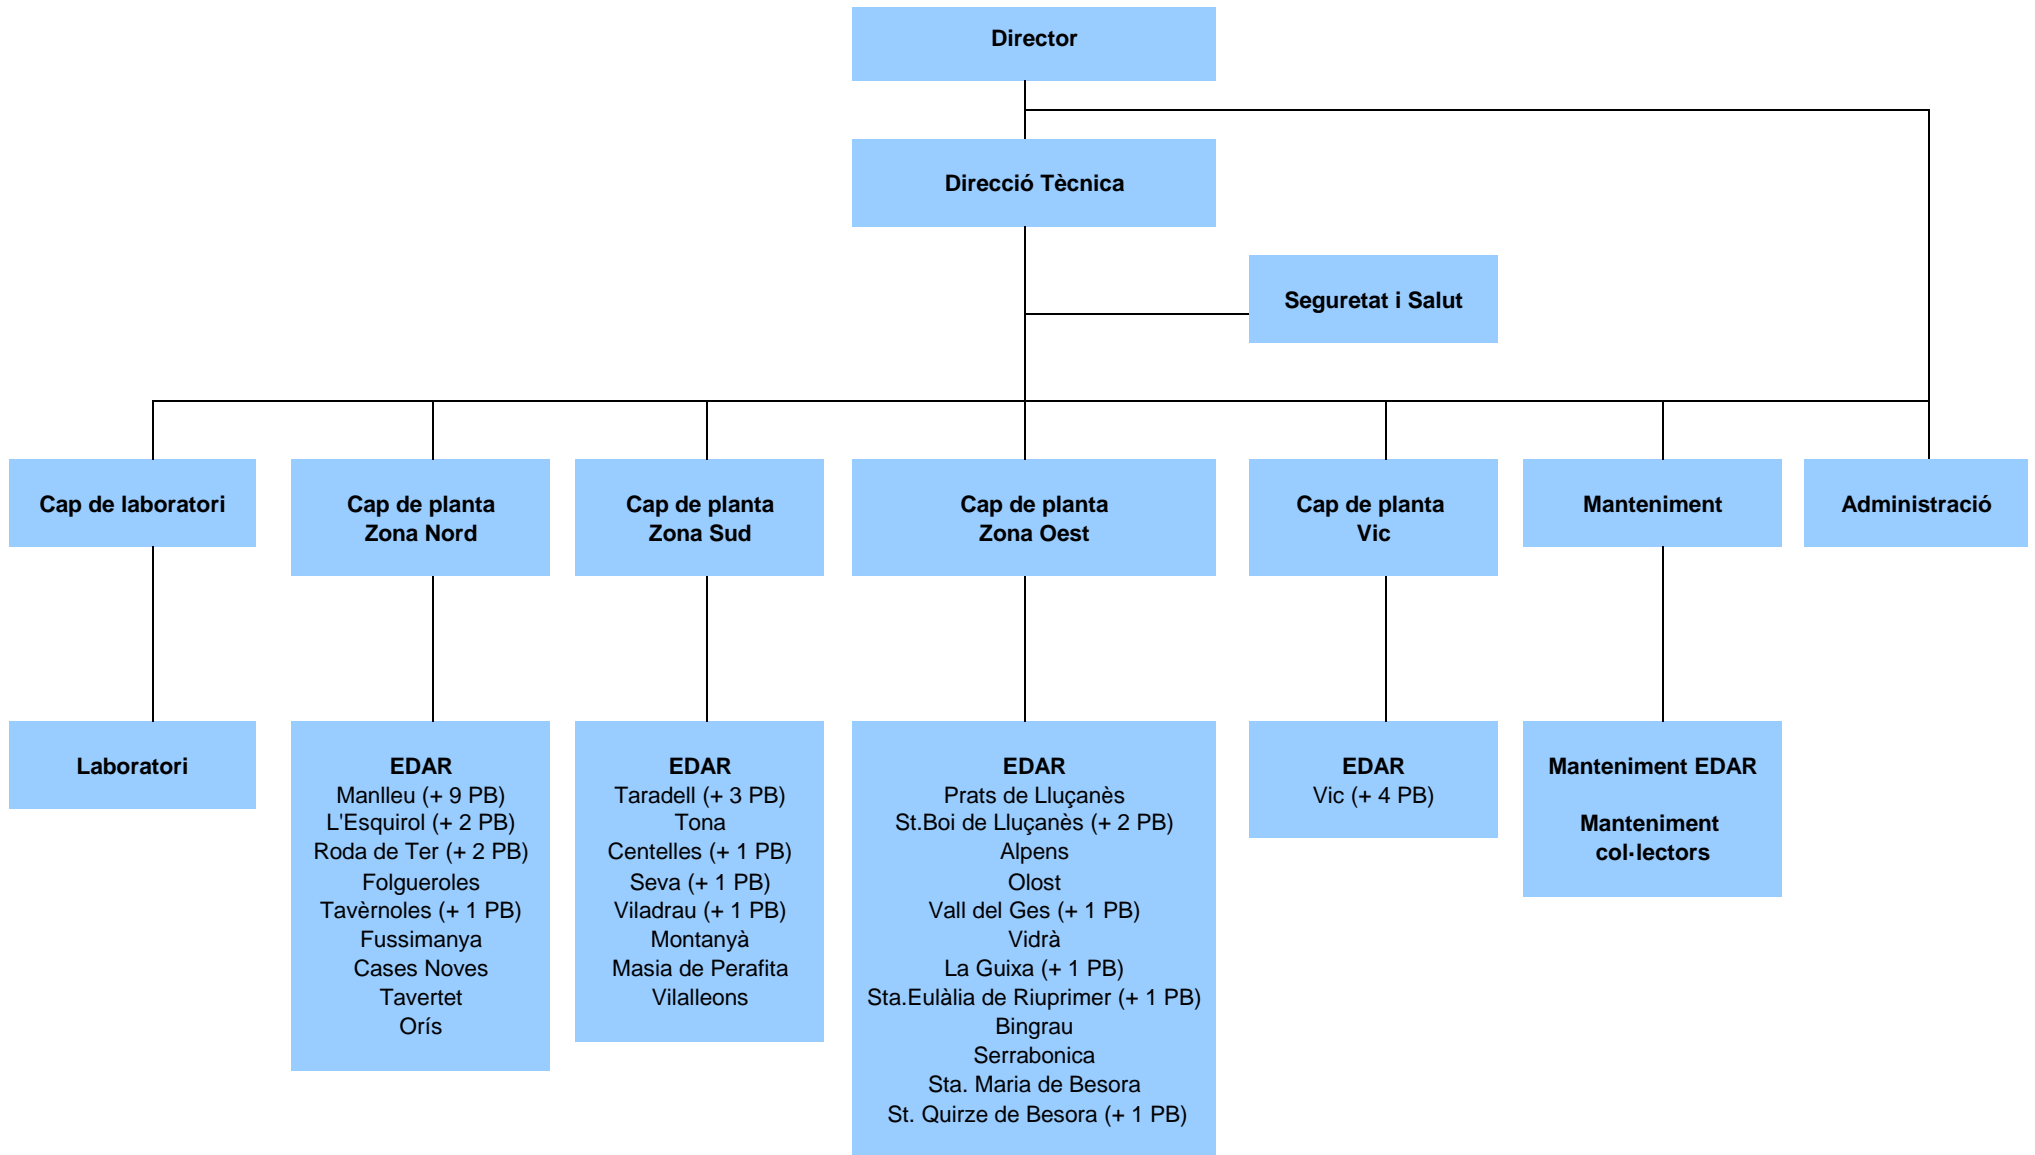 Director
Direcció Tècnica
Seguretat i Salut
Cap de laboratori
Cap de planta
Zona Nord
Cap de planta
Zona Sud
Cap de planta
Zona Oest
Cap de planta
Vic
Manteniment
Administració
Laboratori
EDAR
Manlleu (+ 9 PB)
L'Esquirol (+ 2 PB)
Roda de Ter (+ 2 PB)
Folgueroles
Tavèrnoles (+ 1 PB)
Fussimanya
Cases Noves
Tavertet
Orís
EDAR
Taradell (+ 3 PB)
Tona
Centelles (+ 1 PB)
Seva (+ 1 PB)
Viladrau (+ 1 PB)
Montanyà
Masia de Perafita
Vilalleons
EDAR
Prats de Lluçanès
St.Boi de Lluçanès (+ 2 PB)
Alpens
Olost
Vall del Ges (+ 1 PB)
Vidrà
La Guixa (+ 1 PB)
Sta.Eulàlia de Riuprimer (+ 1 PB)
Bingrau
Serrabonica
Sta. Maria de Besora
St. Quirze de Besora (+ 1 PB)
EDAR
Vic (+ 4 PB)
Manteniment EDAR
Manteniment
col·lectors